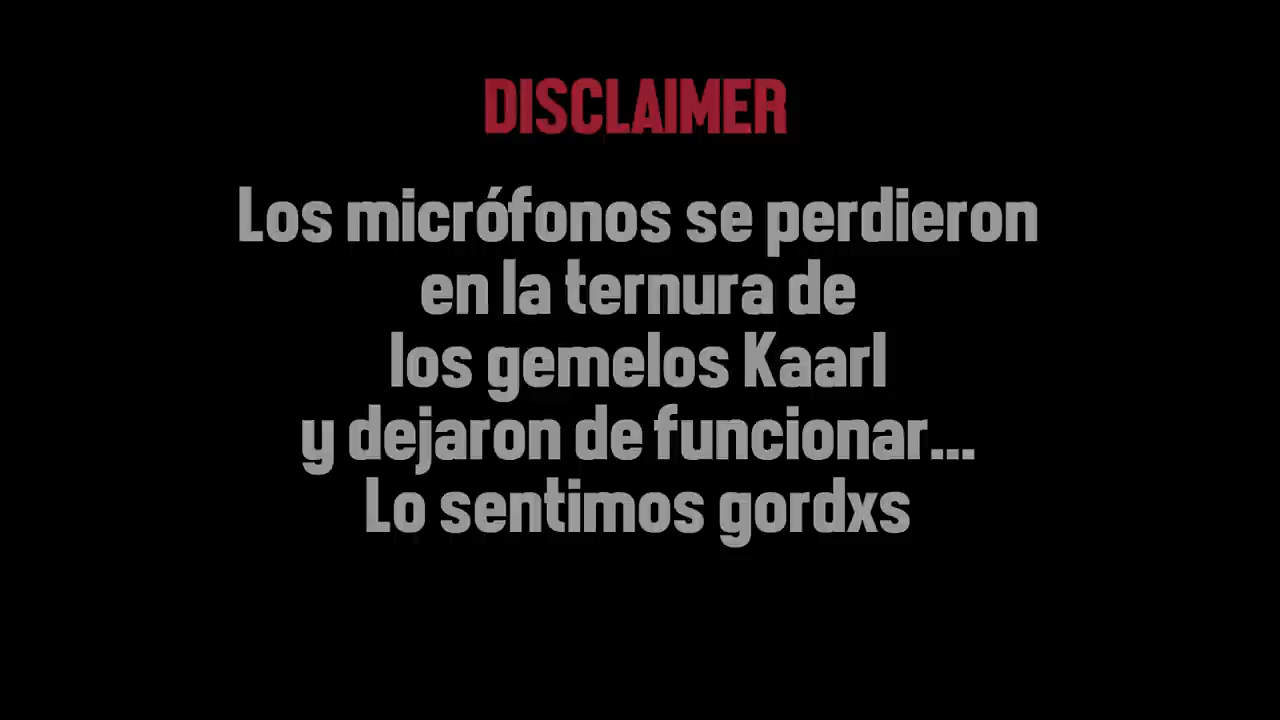 DISCLAIMER
Los micrófonos se perdieron
en la ternura de
los gemelos Kaarl
y dejaron de funcionar...
Lo sentimos gordxs